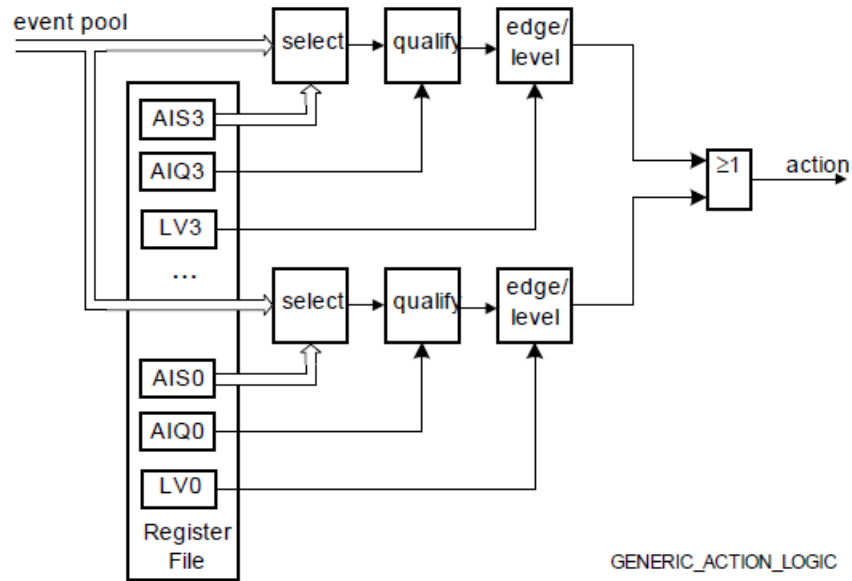 event pool
select
qualify
edge/
level
AIS3
AIQ3
LV3
...
≥1
action
select
qualify
edge/
level
AIS0
AIQ0
LV0
Register
File
GENERIC_ACTION_LOGIC